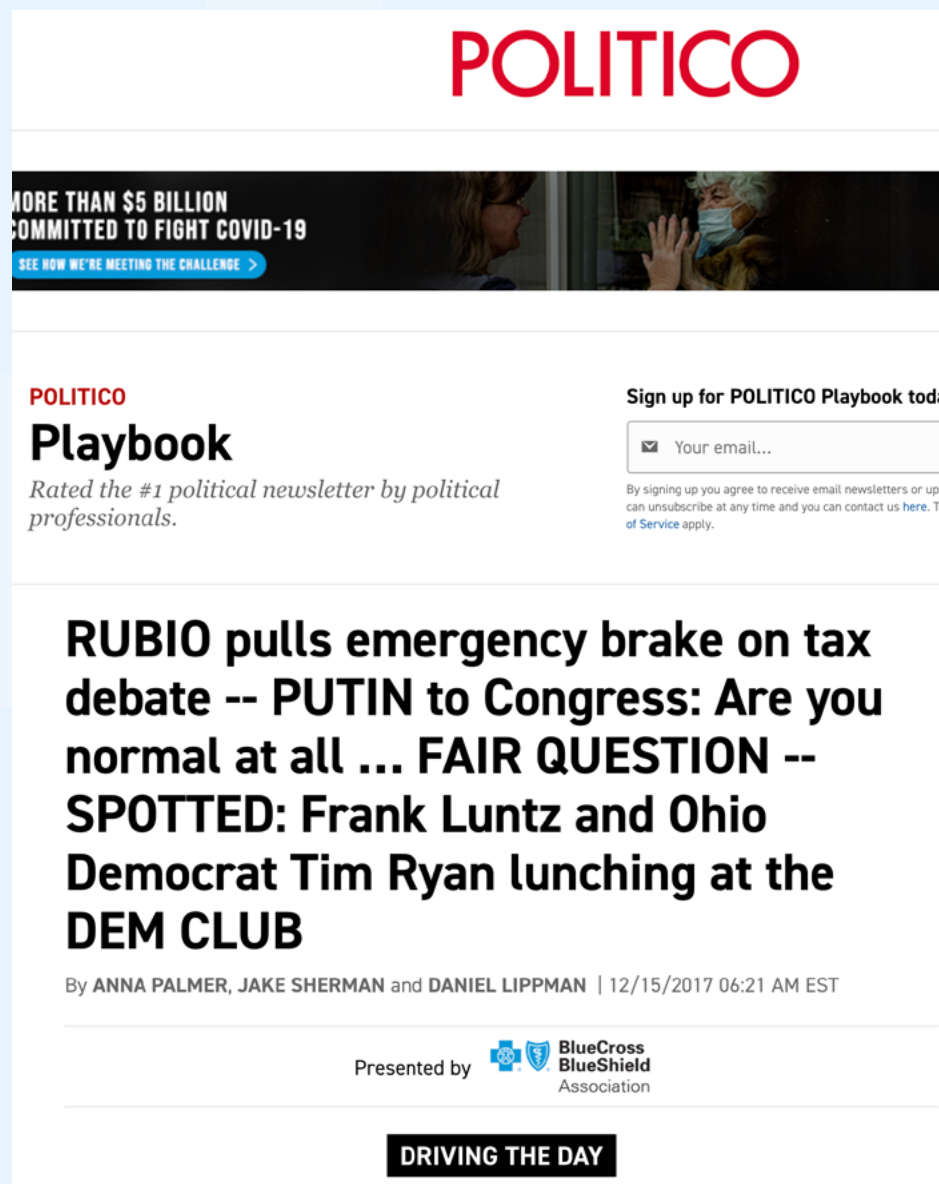 POLITICO
MORE THAN $5 BILLION
COMMITTED TO FIGHT COVID-19
SEE HOW WE'RE MEETING THE CHALLENGE >
POLITICO
Playbook
Rated the #1 political newsletter by political
professionals.
Sign up for POLITICO Playbook toda
Your email...
By signing up you agree to receive email newsletters or up
can unsubscribe at any time and you can contact us here. T
of Service apply.
RUBIO pulls emergency brake on tax
debate -- PUTIN to Congress: Are you
normal at all ... FAIR QUESTION --
SPOTTED: Frank Luntz and Ohio
Democrat Tim Ryan lunching at the
DEM CLUB
By ANNA PALMER, JAKE SHERMAN and DANIEL LIPPMAN | 12/15/2017 06:21 AM EST
Presented by
BlueCross
BlueShield
Association
DRIVING THE DAY